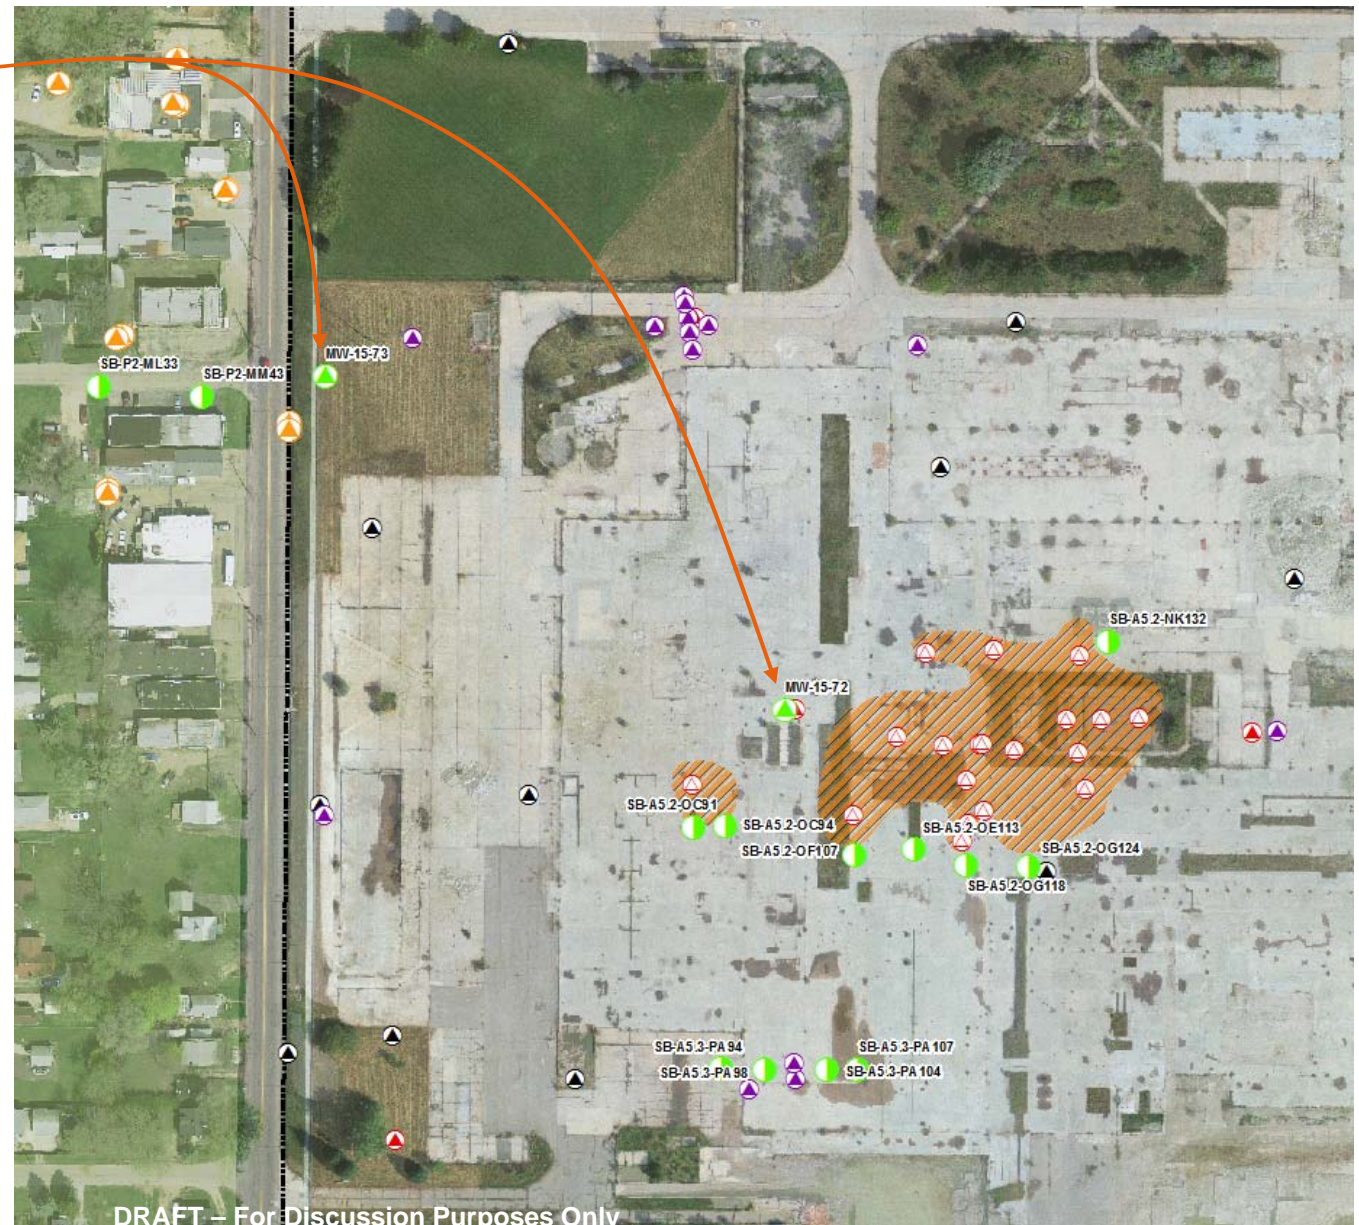 MW-15-73
SB-P2-ML33
SB-P2-MM43
SB-A5.2-NK132
MW-15-72
SB-A5.2-OC91
SB-A5.2-OC94
SB-A5.2-OE113
SB-A5.2-OF107
SB-A5.2-OG124
SB-A5.2-OG118
SB-A5.3-PA94
SB-A5.3-PA107
SB-A5.3-PA98
SB-A5.3-PA104
DRAFT – For Discussion Purposes Only